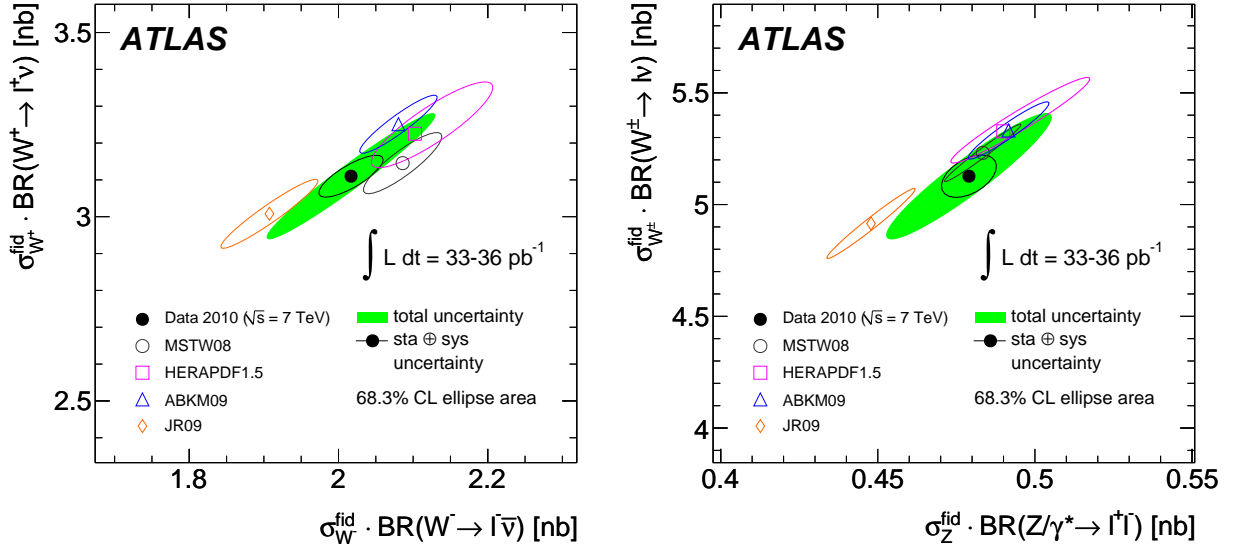 ATLAS
σ^fid_W+ · BR(W⁺→ l⁺ν) [nb]
3.5
3
2.5
∫ L dt = 33-36 pb⁻¹
Data 2010 (√s = 7 TeV)
MSTW08
HERAPDF1.5
ABKM09
JR09
total uncertainty
sta ⊕ sys
uncertainty
68.3% CL ellipse area
1.8 2 2.2
σ^fid_W- · BR(W⁻→ l⁻ν̅) [nb]
ATLAS
σ^fid_W± · BR(W±→ lν) [nb]
5.5
5
4.5
4
∫ L dt = 33-36 pb⁻¹
Data 2010 (√s = 7 TeV)
MSTW08
HERAPDF1.5
ABKM09
JR09
total uncertainty
sta ⊕ sys
uncertainty
68.3% CL ellipse area
0.4 0.45 0.5 0.55
σ^fid_Z · BR(Z/γ*→ l⁺l⁻) [nb]